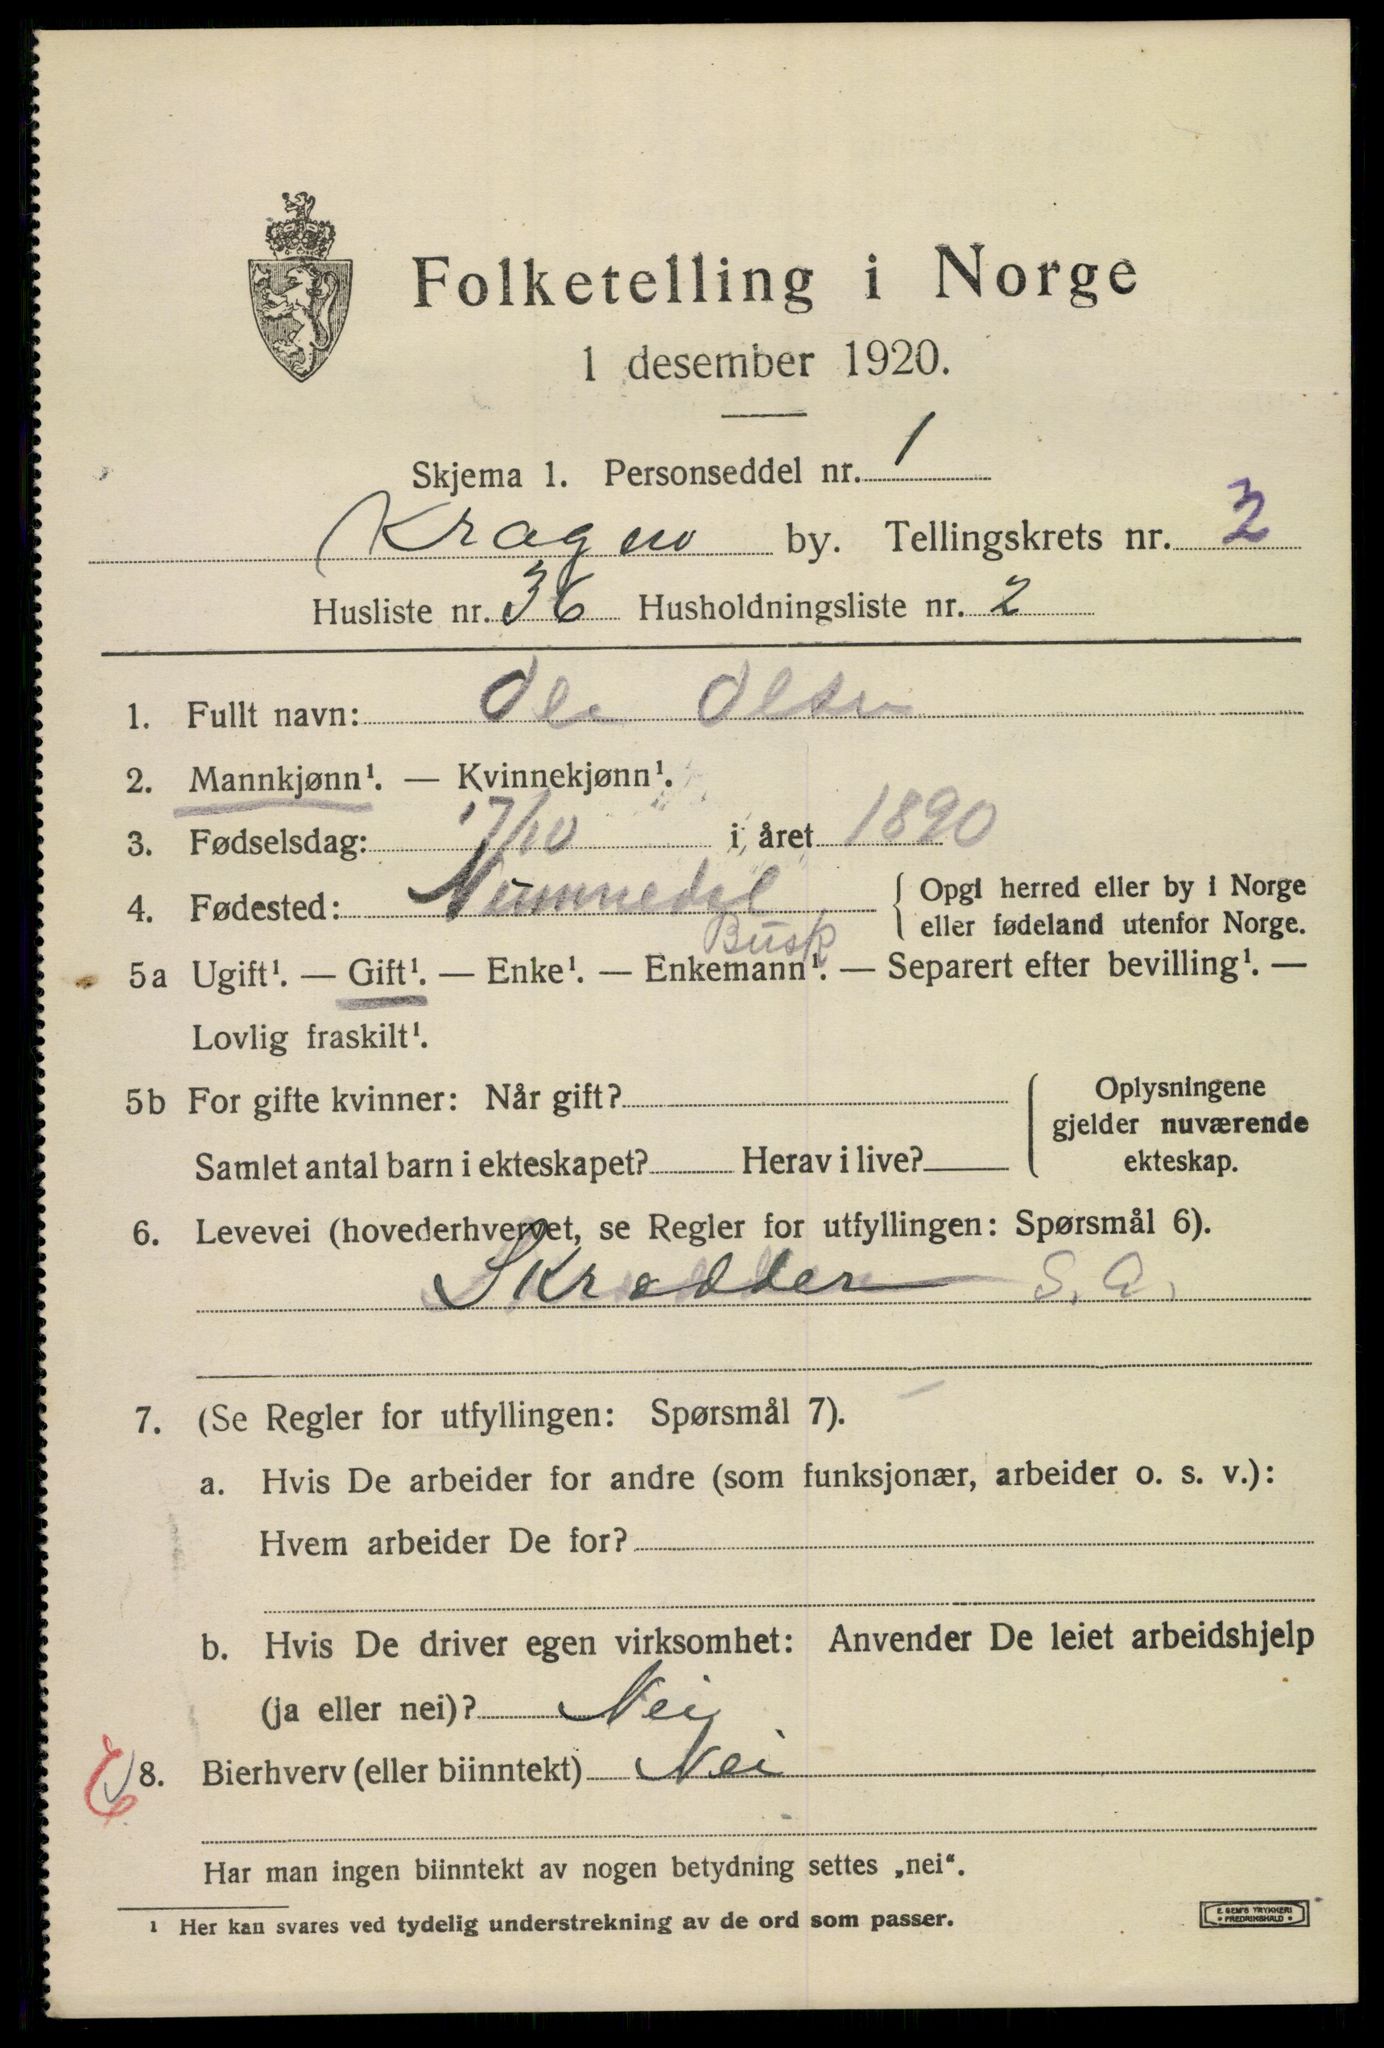 Folketelling i Norge
1 desember 1920.
Skjema 1. Personseddel nr. 1
Kragerø by. Tellingskrets nr. 2
Husliste nr. 36 Husholdningsliste nr. 2
1. Fullt navn: Ole Olsen
2. Mannkjønn¹. — Kvinnekjønn¹.
3. Fødselsdag: 17/10 i året 1890
4. Fødested: Nummedal { Opgi herred eller by i Norge
eller fødeland utenfor Norge.
Busk
5a Ugift¹. — Gift¹. — Enke¹. — Enkemann¹. — Separert efter bevilling¹. —
Lovlig fraskilt¹.
5b For gifte kvinner: Når gift? { Oplysningene
gjelder nuværende
Samlet antal barn i ekteskapet? Herav i live? ekteskap.
6. Levevei (hovederhvervet, se Regler for utfyllingen: Spørsmål 6).
Skrædder S. A.
7. (Se Regler for utfyllingen: Spørsmål 7).
a. Hvis De arbeider for andre (som funksjonær, arbeider o. s. v.):
Hvem arbeider De for?
b. Hvis De driver egen virksomhet: Anvender De leiet arbeidshjelp
(ja eller nei)? Nei
8. Bierhverv (eller biinntekt) Nei
Har man ingen biinntekt av nogen betydning settes „nei“.
¹ Her kan svares ved tydelig understrekning av de ord som passer.
E SEM'S TRYKKERI
• FREDRIKSHALD •